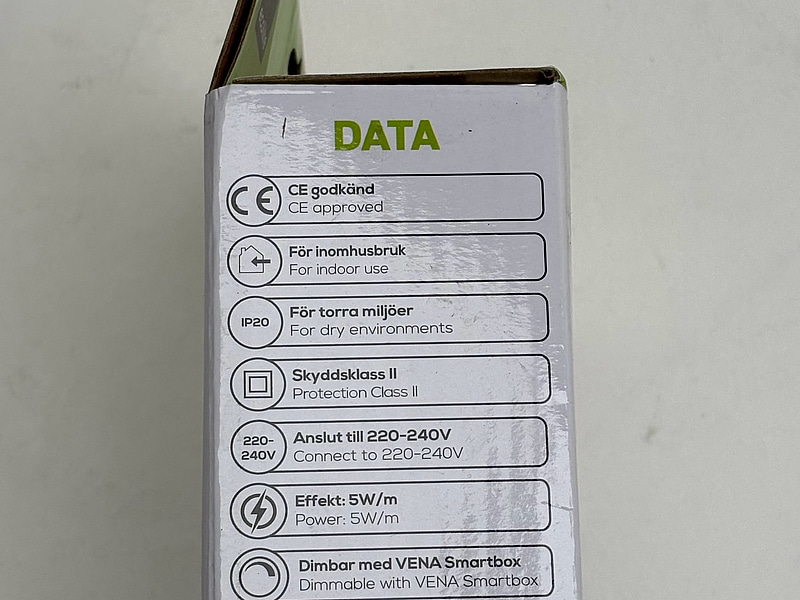 DATA
CE
CE godkänd
CE approved
För inomhusbruk
For indoor use
IP20
För torra miljöer
For dry environments
Skyddsklass II
Protection Class II
220-
240V
Anslut till 220-240V
Connect to 220-240V
Effekt: 5W/m
Power: 5W/m
Dimbar med VENA Smartbox
Dimmable with VENA Smartbox